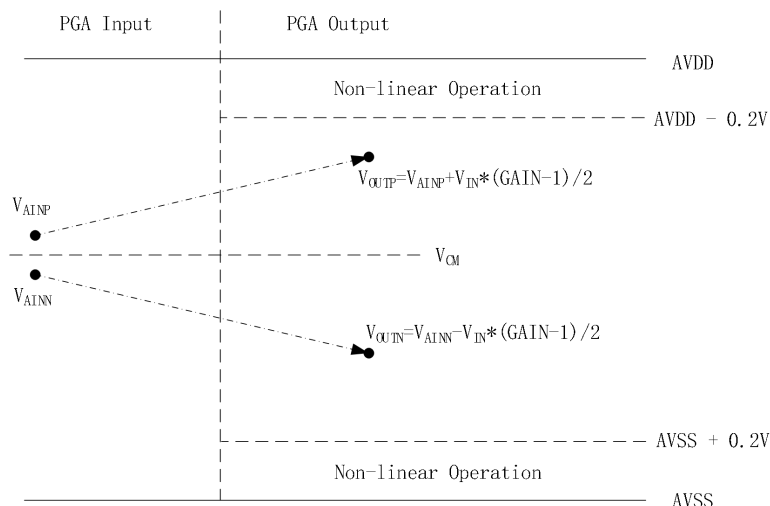 PGA Input PGA Output
AVDD
Non-linear Operation
AVDD - 0.2V
V_OUTP=V_AINP+V_IN*(GAIN-1)/2
V_AINP
V_CM
V_AINN
V_OUTN=V_AINN-V_IN*(GAIN-1)/2
AVSS + 0.2V
Non-linear Operation
AVSS